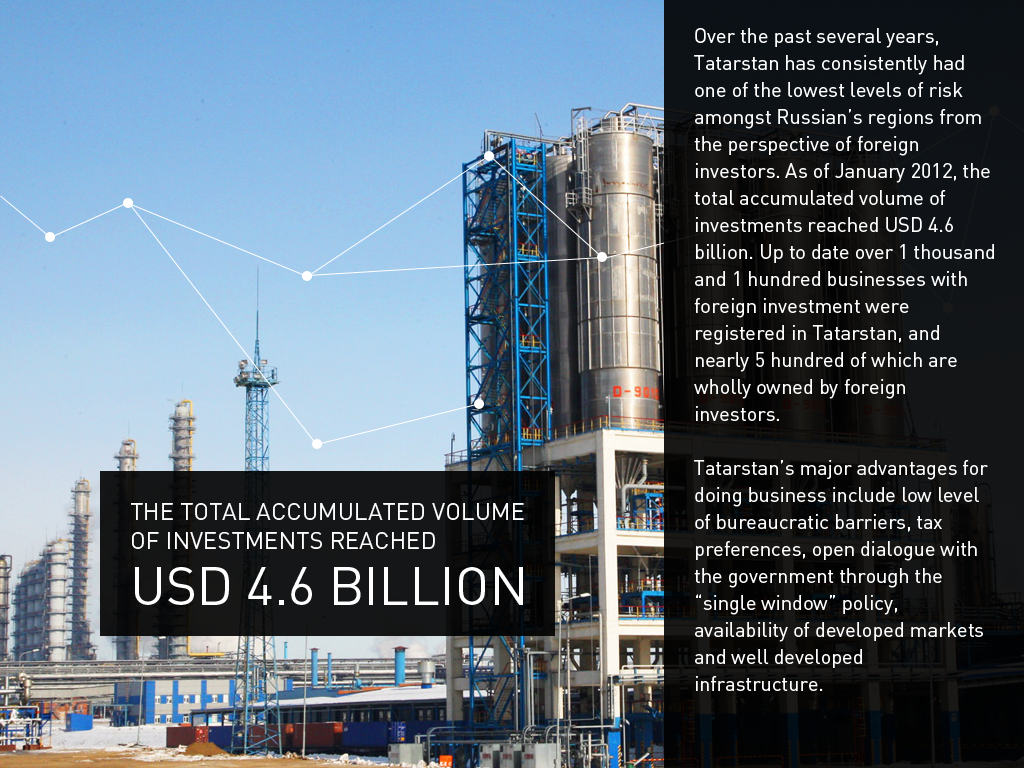 Over the past several years,
Tatarstan has consistently had
one of the lowest levels of risk
amongst Russian’s regions from
the perspective of foreign
investors. As of January 2012, the
total accumulated volume of
investments reached USD 4.6
billion. Up to date over 1 thousand
and 1 hundred businesses with
foreign investment were
registered in Tatarstan, and
nearly 5 hundred of which are
wholly owned by foreign
investors.
Tatarstan’s major advantages for
doing business include low level
of bureaucratic barriers, tax
preferences, open dialogue with
the government through the
“single window” policy,
availability of developed markets
and well developed
infrastructure.
THE TOTAL ACCUMULATED VOLUME
OF INVESTMENTS REACHED
USD 4.6 BILLION